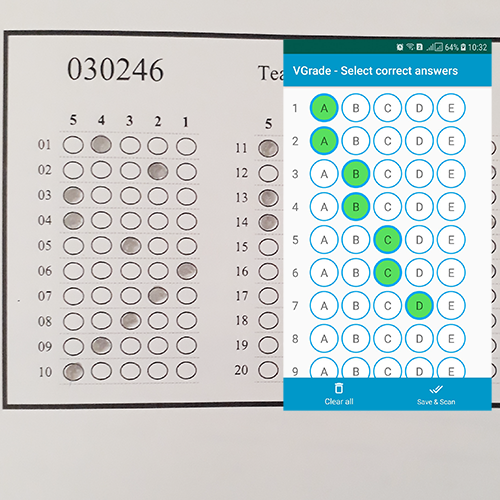 030246
Tea
5 4 3 2 1
01
02
03
04
05
06
07
08
09
10
5
11
12
13
14
15
16
17
18
19
20
64% 10:32
VGrade - Select correct answers
1 A B C D E
2 A B C D E
3 A B C D E
4 A B C D E
5 A B C D E
6 A B C D E
7 A B C D E
8 A B C D E
9 A B C D E
Clear all
Save & Scan